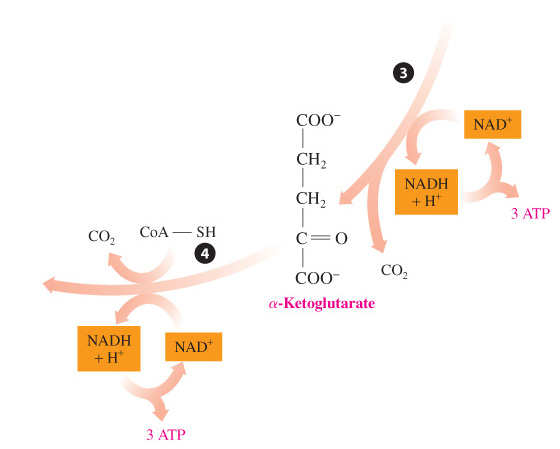 3
COO⁻
CH₂
CH₂
C=O
COO⁻
α-Ketoglutarate
NAD⁺
NADH
+ H⁺
3 ATP
CO₂
CO₂
CoA — SH
4
NADH
+ H⁺
NAD⁺
3 ATP